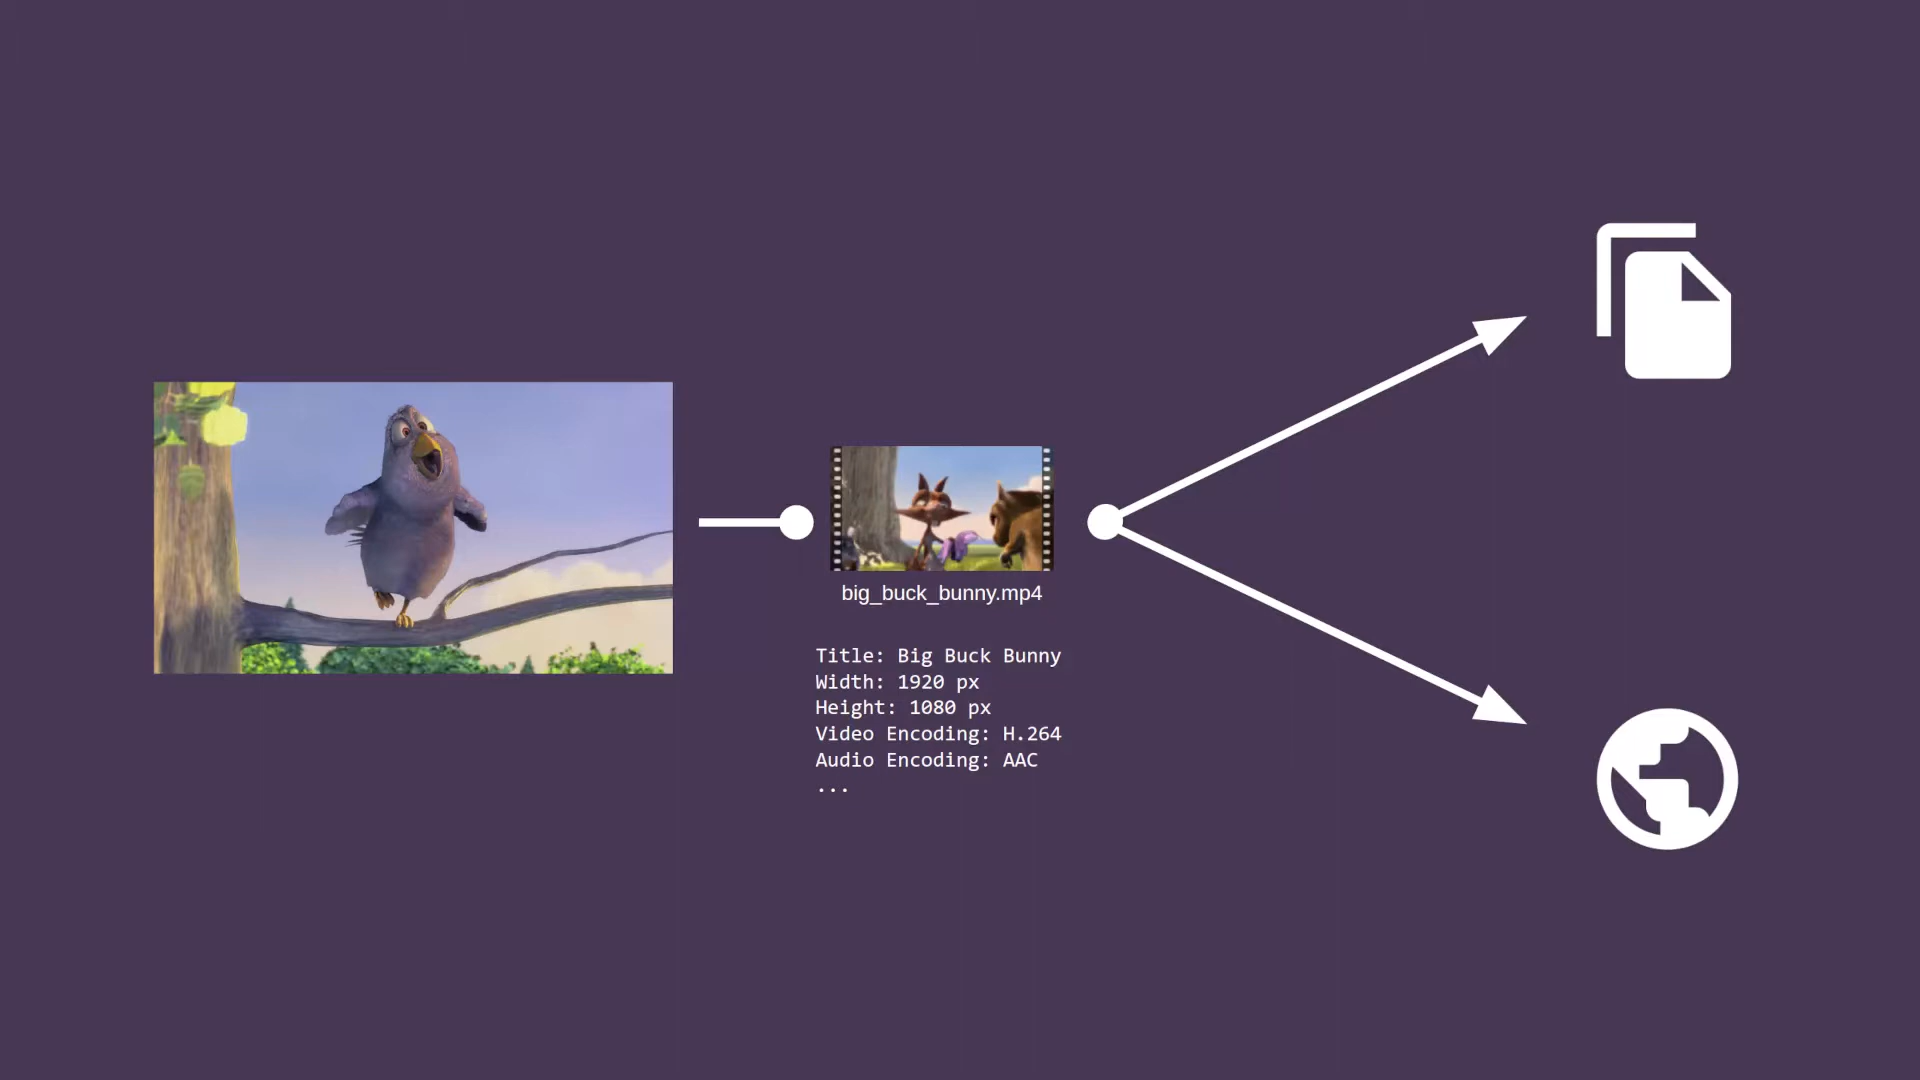 big_buck_bunny.mp4
Title: Big Buck Bunny
Width: 1920 px
Height: 1080 px
Video Encoding: H.264
Audio Encoding: AAC
...